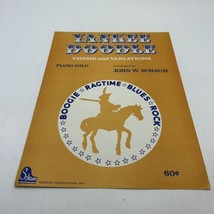 YANKEE
DOODLE
THEME and VARIATIONS
PIANO SOLO
JOHN W. SCHAUM
BOOGIE • RAGTIME • BLUES • ROCK
60¢